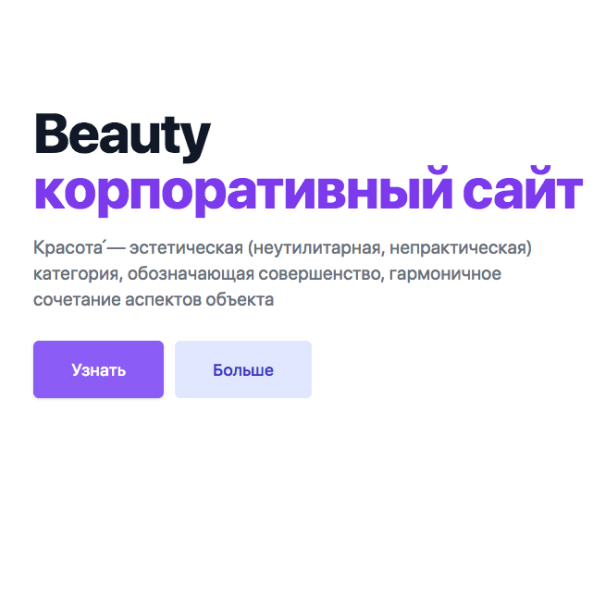 Beauty
корпоративный сайт
Красота́ — эстетическая (неутилитарная, непрактическая)
категория, обозначающая совершенство, гармоничное
сочетание аспектов объекта
Узнать
Больше